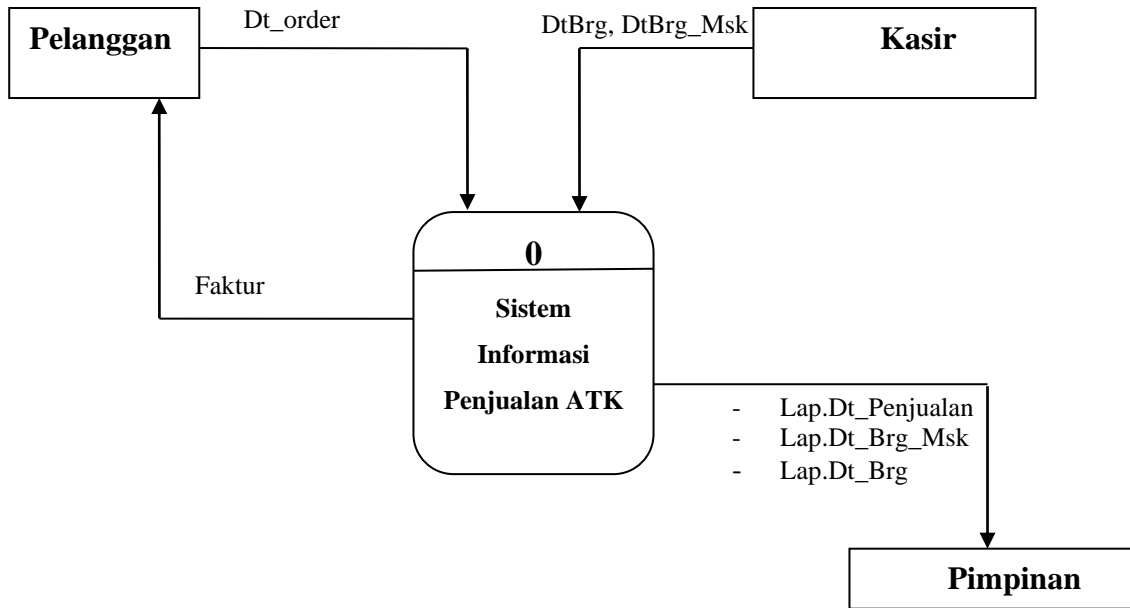 Dt_order
DtBrg, DtBrg_Msk
Pelanggan
Kasir
0
Faktur
Sistem
Informasi
Penjualan ATK
- Lap.Dt_Penjualan
- Lap.Dt_Brg_Msk
- Lap.Dt_Brg
Pimpinan